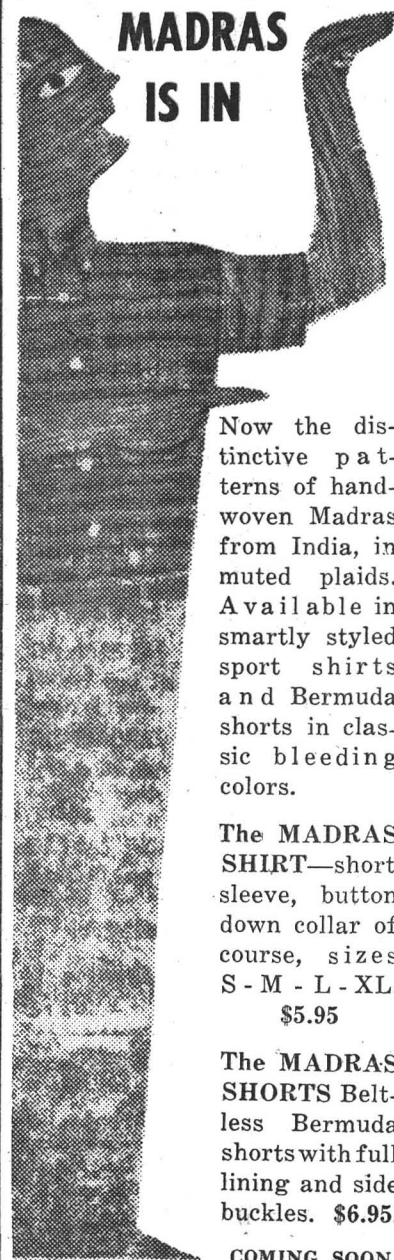 MADRAS
IS IN
Now the dis-
tinctive pat-
terns of hand-
woven Madras
from India, in
muted plaids.
Available in
smartly styled
sport shirts
and Bermuda
shorts in clas-
sic bleeding
colors.
The MADRAS
SHIRT—short
sleeve, button
down collar of
course, sizes
S - M - L - XL
$5.95
The MADRAS
SHORTS Belt-
less Bermuda
shorts with full
lining and side
buckles. $6.95
COMING SOON